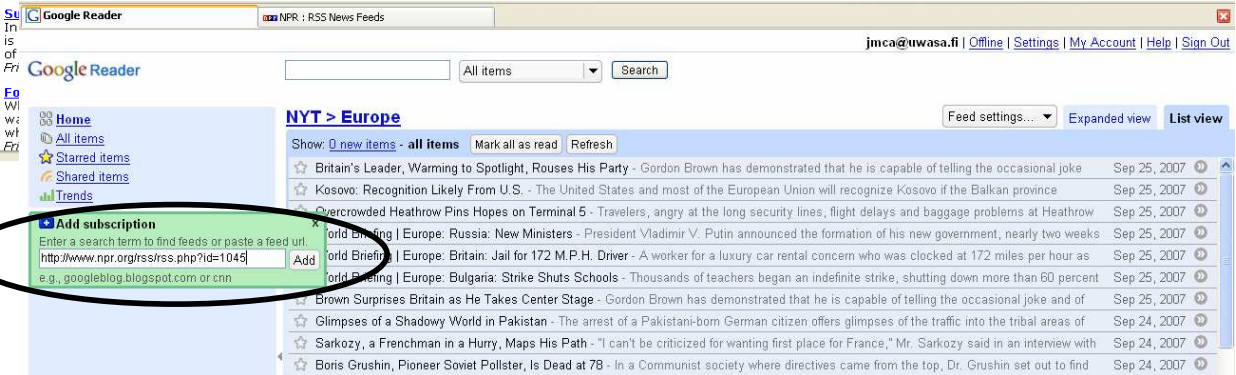 Su
In
is
of
Fri
Fo
Wl
wa
wh
Fri
Google Reader
NPR : RSS News Feeds
jmca@uwasa.fi | Offline | Settings | My Account | Help | Sign Out
Google Reader
All items
Search
Home
All items
Starred items
Shared items
Trends
Add subscription
x
Enter a search term to find feeds or paste a feed url.
http://www.npr.org/rss/rss.php?id=1045
Add
e.g., googleblog.blogspot.com or cnn
NYT > Europe
Feed settings...
Expanded view
List view
Show: 0 new items - all items Mark all as read Refresh
Britain's Leader, Warming to Spotlight, Rouses His Party - Gordon Brown has demonstrated that he is capable of telling the occasional joke Sep 25, 2007
Kosovo: Recognition Likely From U.S. - The United States and most of the European Union will recognize Kosovo if the Balkan province Sep 25, 2007
Overcrowded Heathrow Pins Hopes on Terminal 5 - Travelers, angry at the long security lines, flight delays and baggage problems at Heathrow Sep 25, 2007
World Briefing | Europe: Russia: New Ministers - President Vladimir V. Putin announced the formation of his new government, nearly two weeks Sep 25, 2007
World Briefing | Europe: Britain: Jail for 172 M.P.H. Driver - A worker for a luxury car rental concern who was clocked at 172 miles per hour as Sep 25, 2007
World Briefing | Europe: Bulgaria: Strike Shuts Schools - Thousands of teachers began an indefinite strike, shutting down more than 60 percent Sep 25, 2007
Brown Surprises Britain as He Takes Center Stage - Gordon Brown has demonstrated that he is capable of telling the occasional joke and of Sep 25, 2007
Glimpses of a Shadowy World in Pakistan - The arrest of a Pakistani-born German citizen offers glimpses of the traffic into the tribal areas of Sep 24, 2007
Sarkozy, a Frenchman in a Hurry, Maps His Path - "I can't be criticized for wanting first place for France," Mr. Sarkozy said in an interview with Sep 24, 2007
Boris Grushin, Pioneer Soviet Pollster, Is Dead at 78 - In a Communist society where directives came from the top, Dr. Grushin set out to find Sep 24, 2007